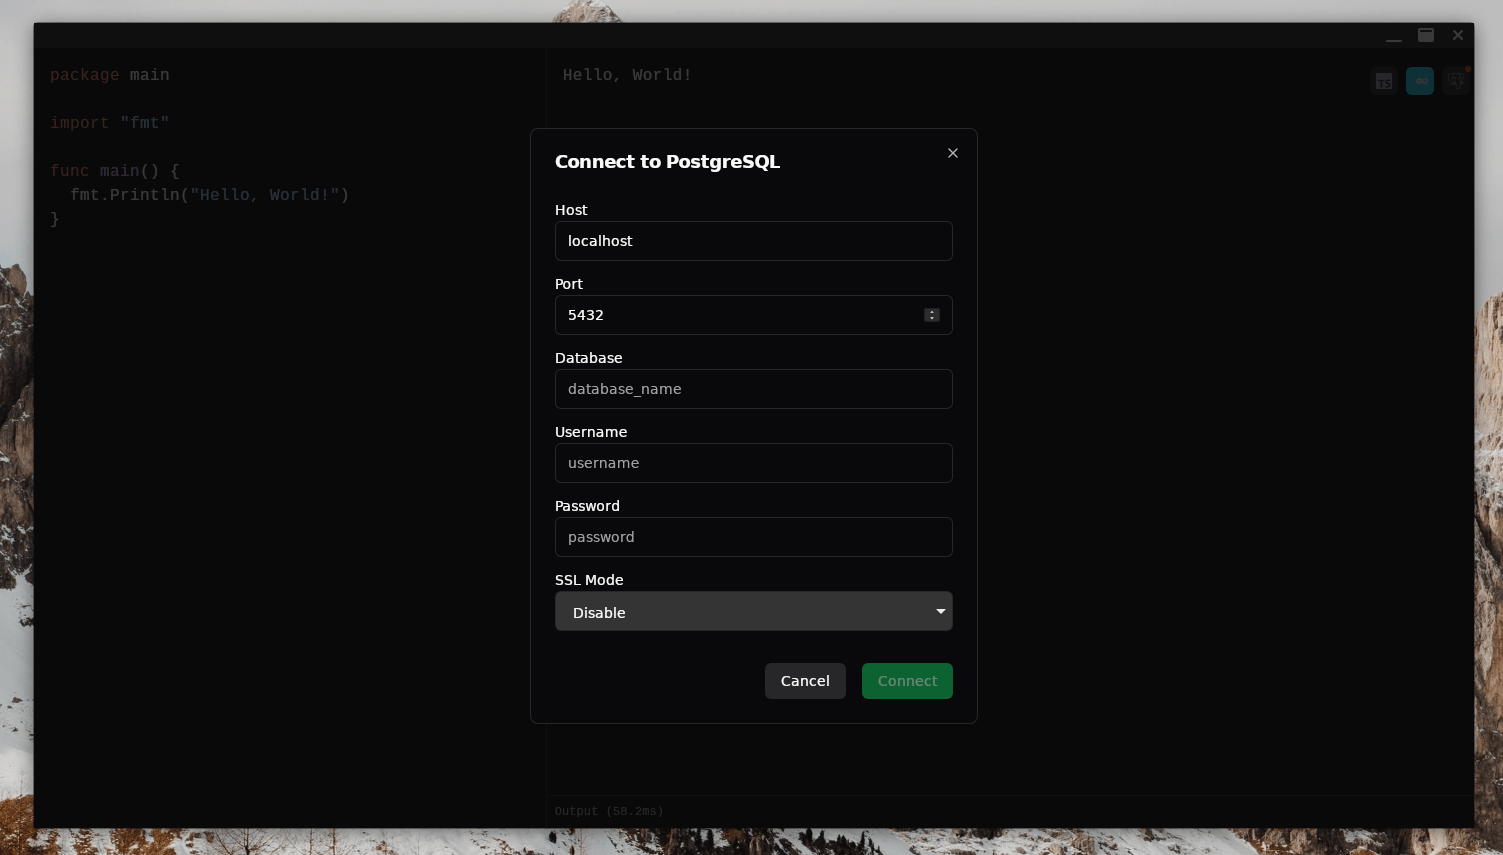 package main
import "fmt"
func main() {
fmt.Println("Hello, World!")
}
Hello, World!
TS
Connect to PostgreSQL
Host
localhost
Port
5432
Database
database_name
Username
username
Password
password
SSL Mode
Disable
Cancel
Connect
Output (58.2ms)